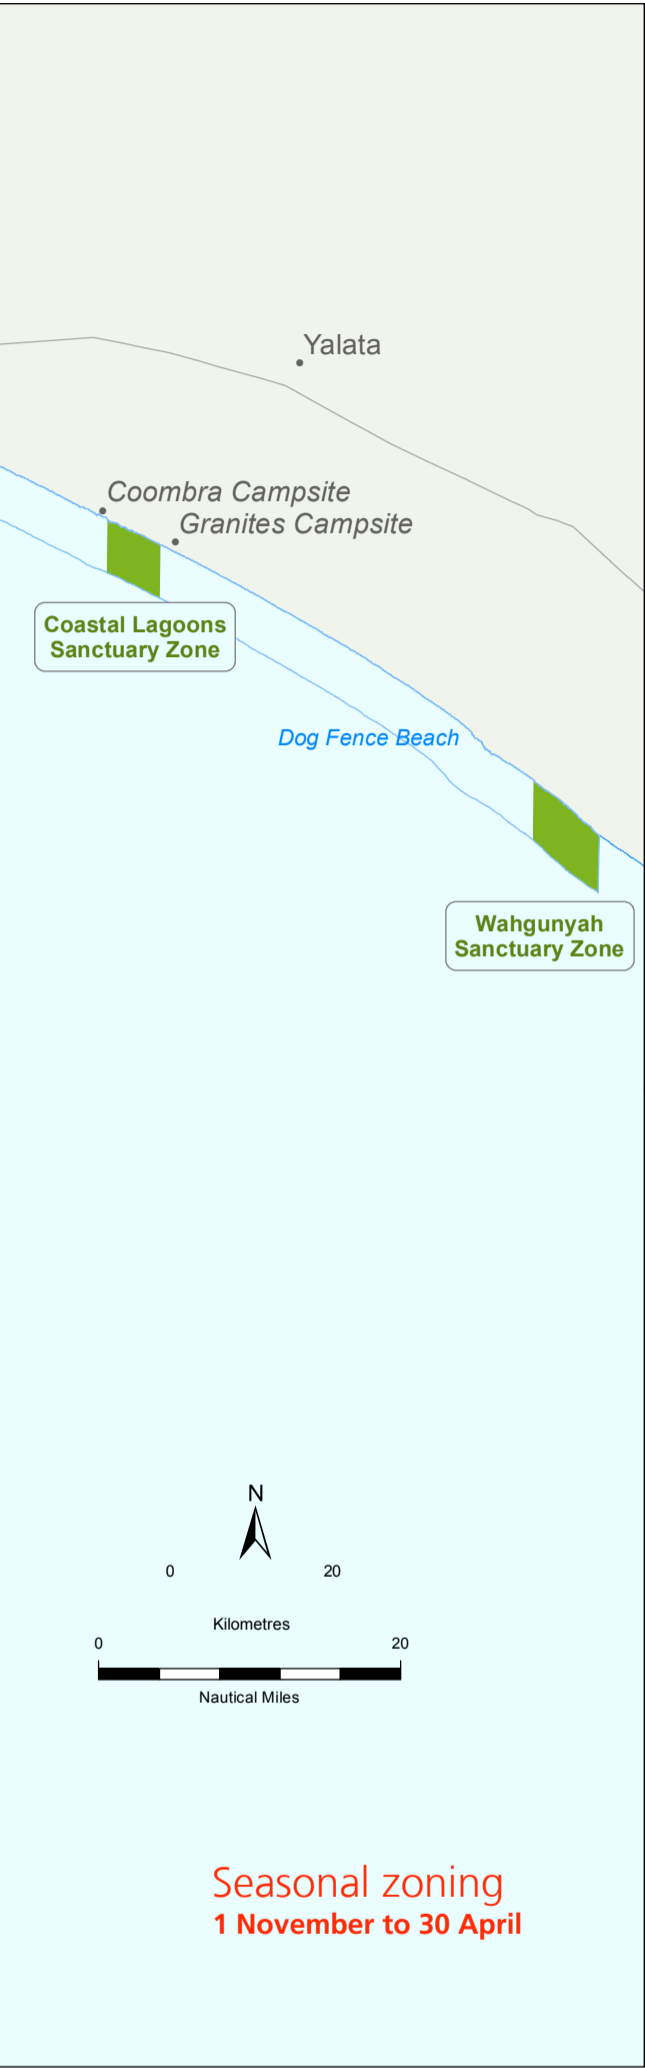 Yalata
Coombra Campsite
Granites Campsite
Coastal Lagoons
Sanctuary Zone
Dog Fence Beach
Wahgunyah
Sanctuary Zone
N
0 20
Kilometres
0 20
Nautical Miles
Seasonal zoning
1 November to 30 April